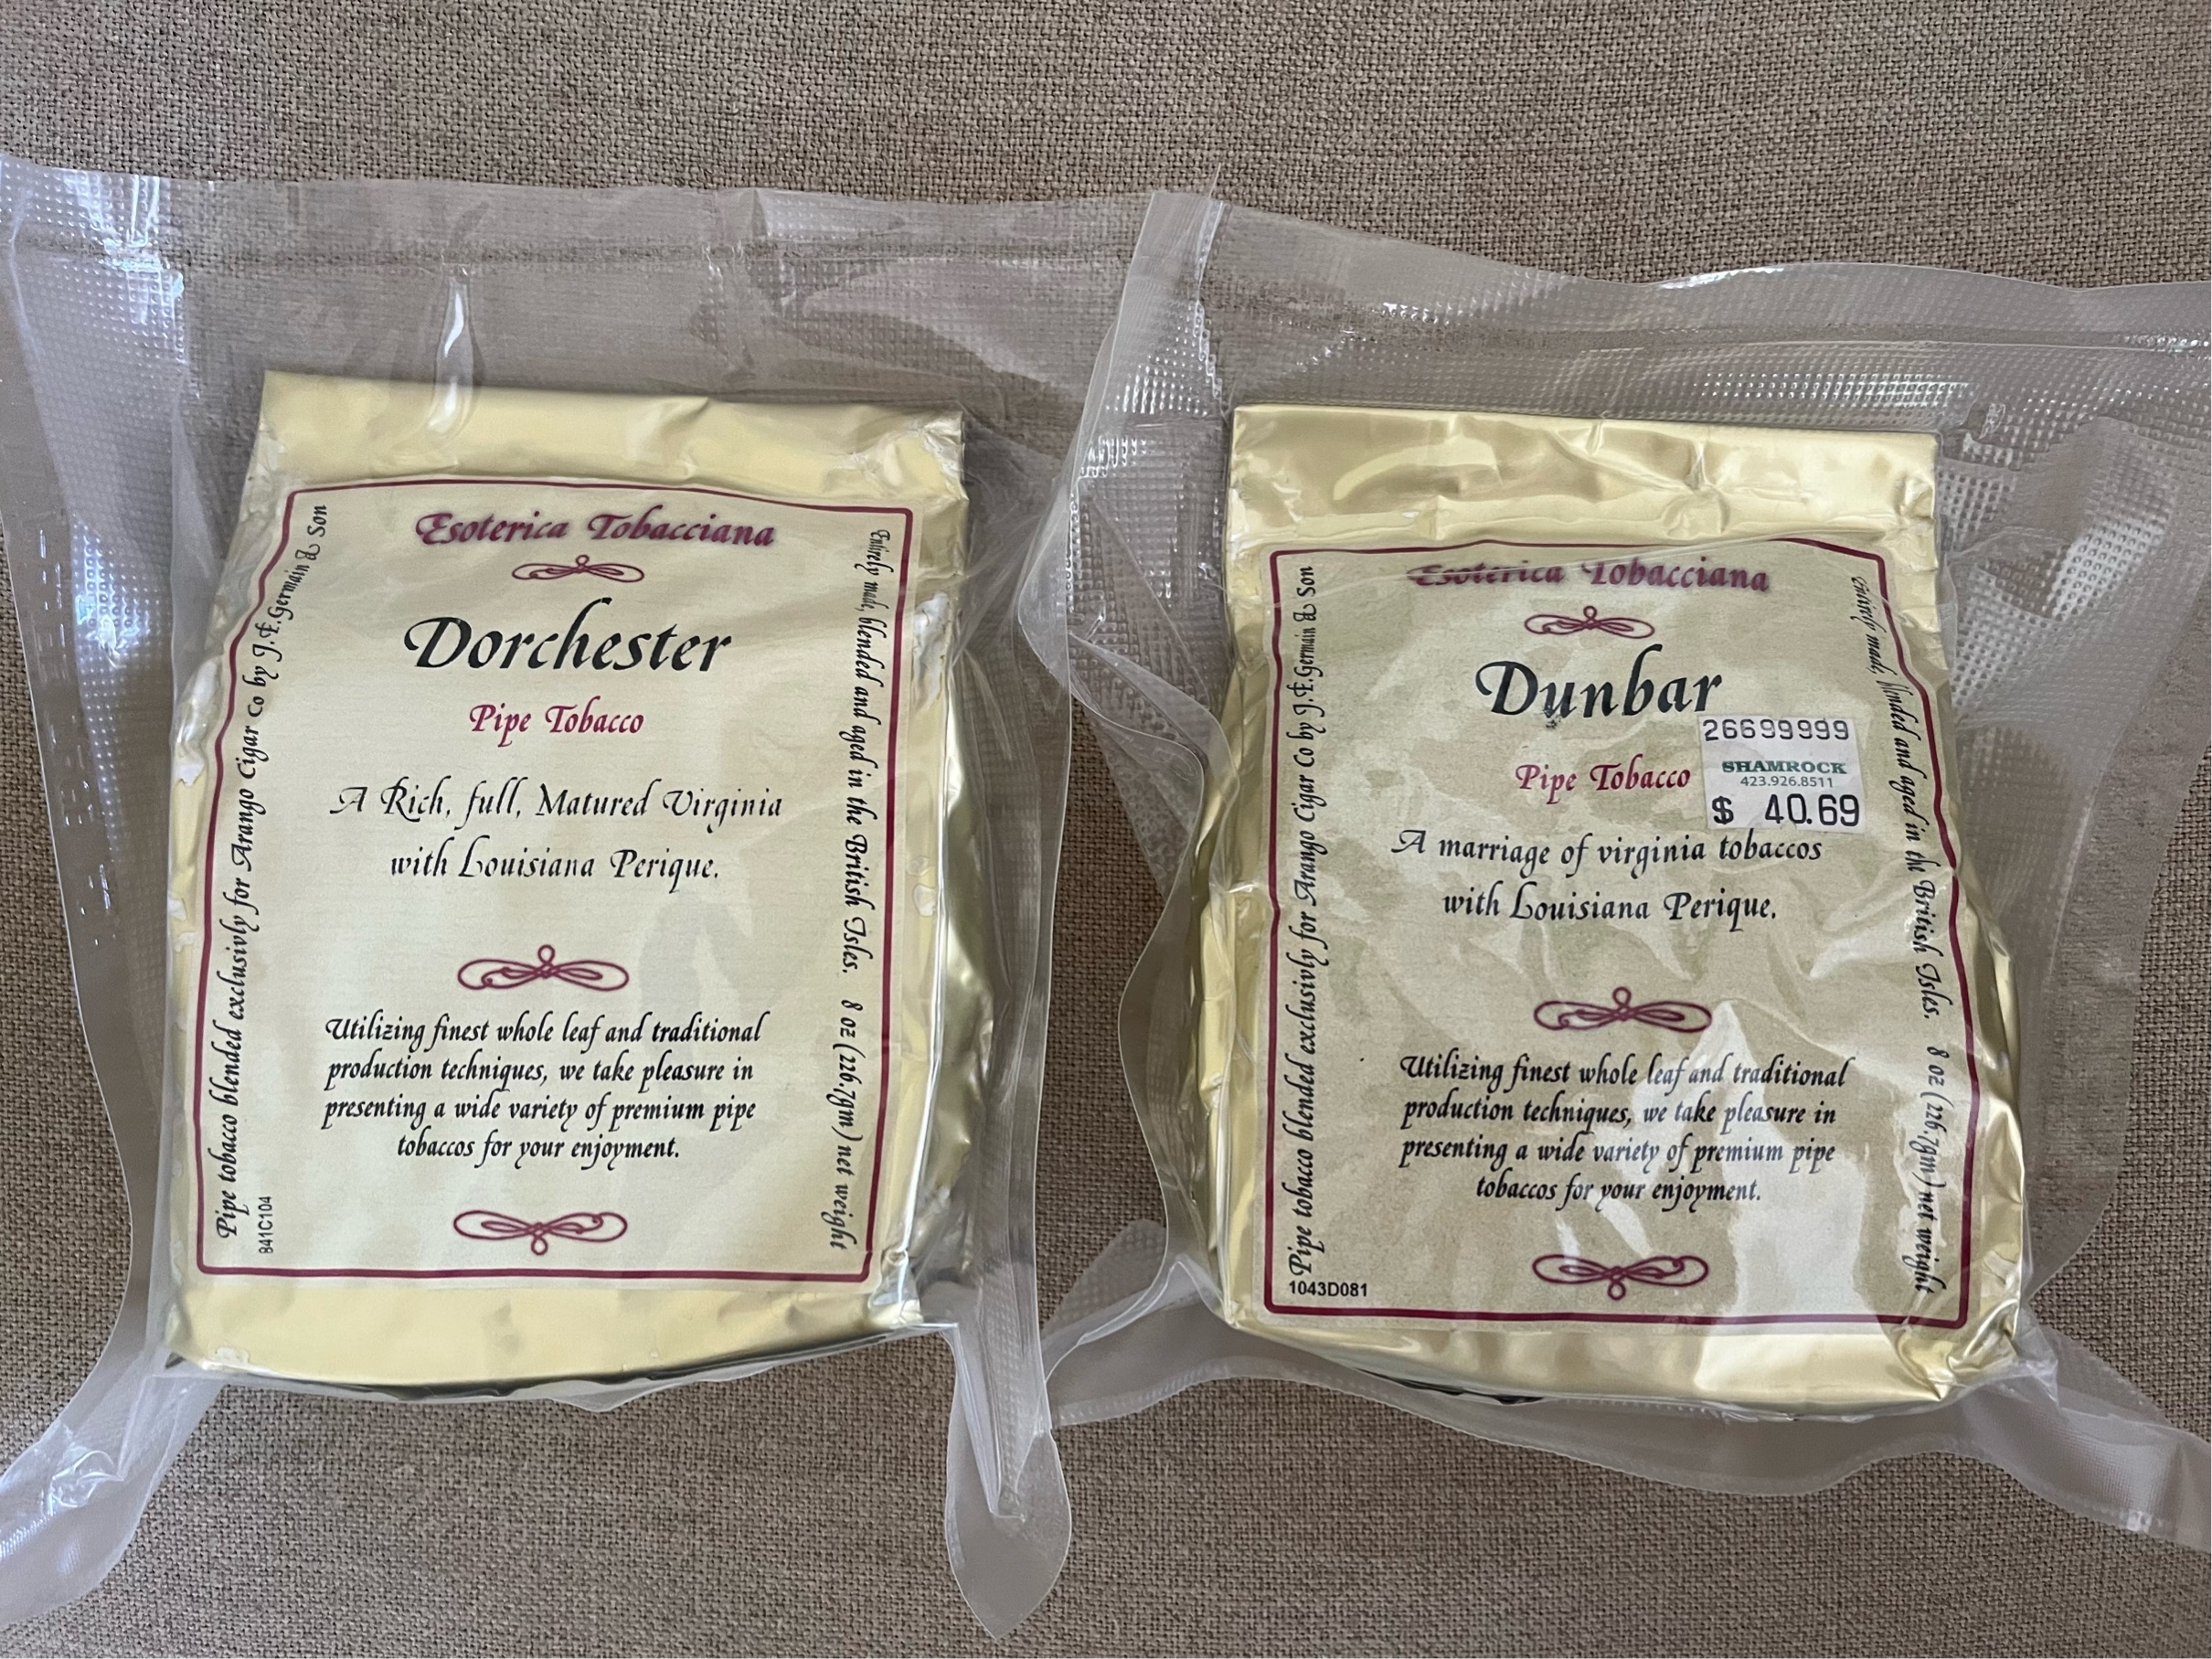 Esoterica Tobacciana
Dorchester
Pipe Tobacco
A Rich, full, Matured Virginia
with Louisiana Perique.
Utilizing finest whole leaf and traditional
production techniques, we take pleasure in
presenting a wide variety of premium pipe
tobaccos for your enjoyment.
Pipe tobacco blended exclusivly for Arango Cigar Co by J.F.Germain & Son
Entirely made, blended and aged in the British Isles. 8 oz (226,7gm) net weight
841C104
Esoterica Tobacciana
Dunbar
26699999
SHAMROCK
423.926.8511
$ 40.69
Pipe Tobacco
A marriage of virginia tobaccos
with Louisiana Perique.
Utilizing finest whole leaf and traditional
production techniques, we take pleasure in
presenting a wide variety of premium pipe
tobaccos for your enjoyment.
Pipe tobacco blended exclusivly for Arango Cigar Co by J.F.Germain & Son
Entirely made, blended and aged in the British Isles. 8 oz (226,7gm) net weight
1043D081